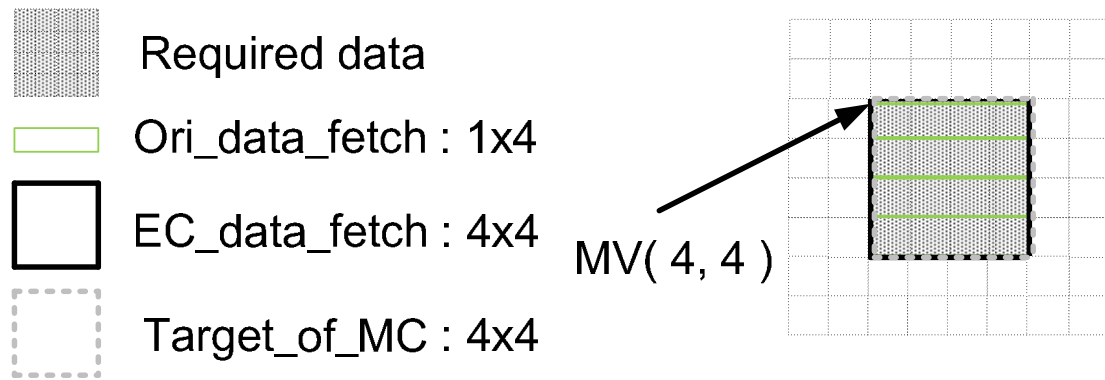 Required data
Ori_data_fetch : 1x4
EC_data_fetch : 4x4
MV( 4, 4 )
Target_of_MC : 4x4